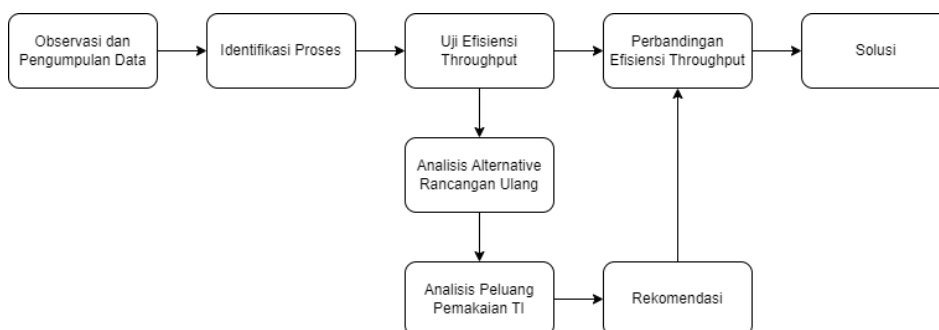 Observasi dan
Pengumpulan Data
Identifikasi Proses
Uji Efisiensi
Throughput
Perbandingan
Efisiensi Throughput
Solusi
Analisis Alternative
Rancangan Ulang
Analisis Peluang
Pemakaian TI
Rekomendasi